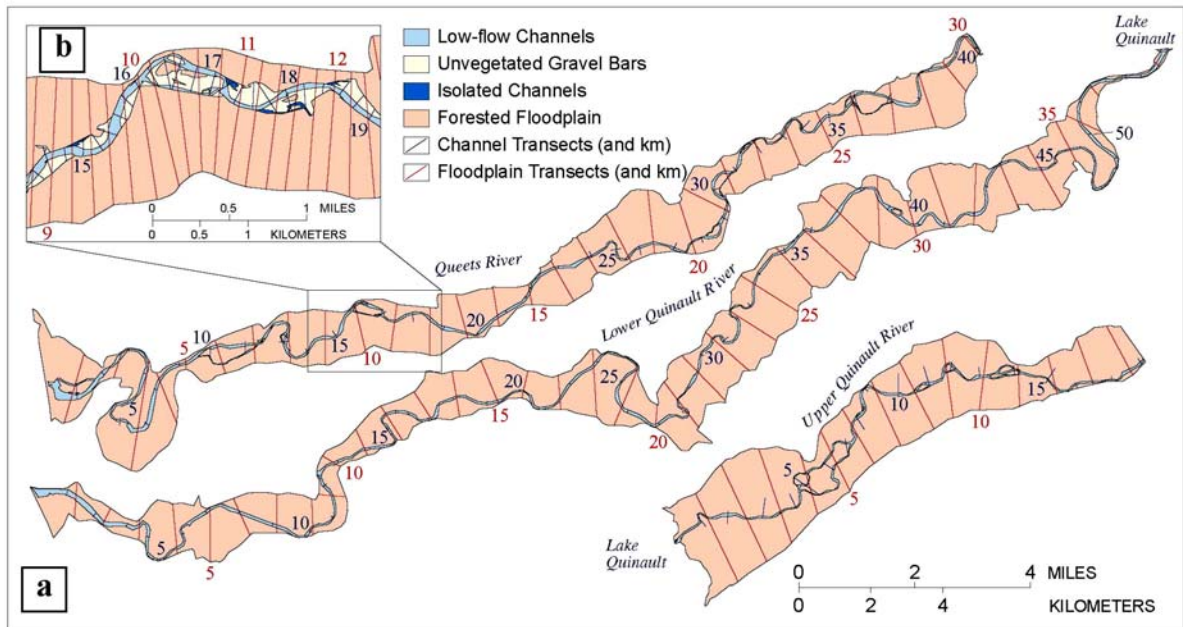 b
10
11
12
16
17
18
15
19
9
0 0.5 1
MILES
0 0.5 1
KILOMETERS
Low-flow Channels
Unvegetated Gravel Bars
Isolated Channels
Forested Floodplain
Channel Transects (and km)
Floodplain Transects (and km)
Queets River
5
5
10
15
10
20
15
25
20
30
35
25
40
30
Lower Quinault River
5
5
10
10
15
15
20
25
20
30
25
35
40
30
45
35
50
Lake
Quinault
Upper Quinault River
Lake
Quinault
5
5
10
10
15
a
0 2 4
MILES
0 2 4
KILOMETERS